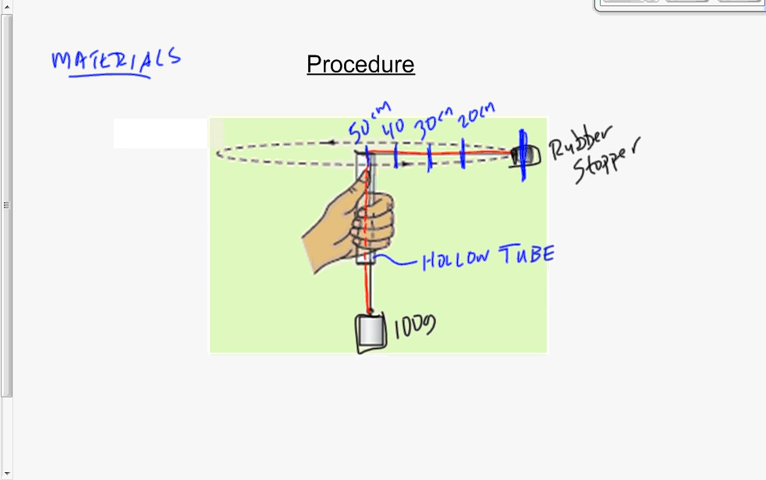 MATERIALS
Procedure
50cm 40 30cm 20cm
Rubber
Stopper
HOLLOW TUBE
100g